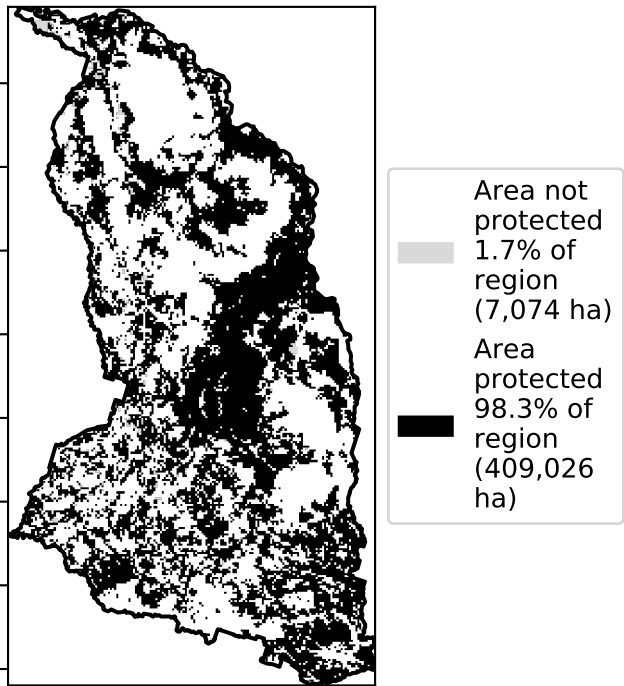 Area not
protected
1.7% of
region
(7,074 ha)
Area
protected
98.3% of
region
(409,026
ha)